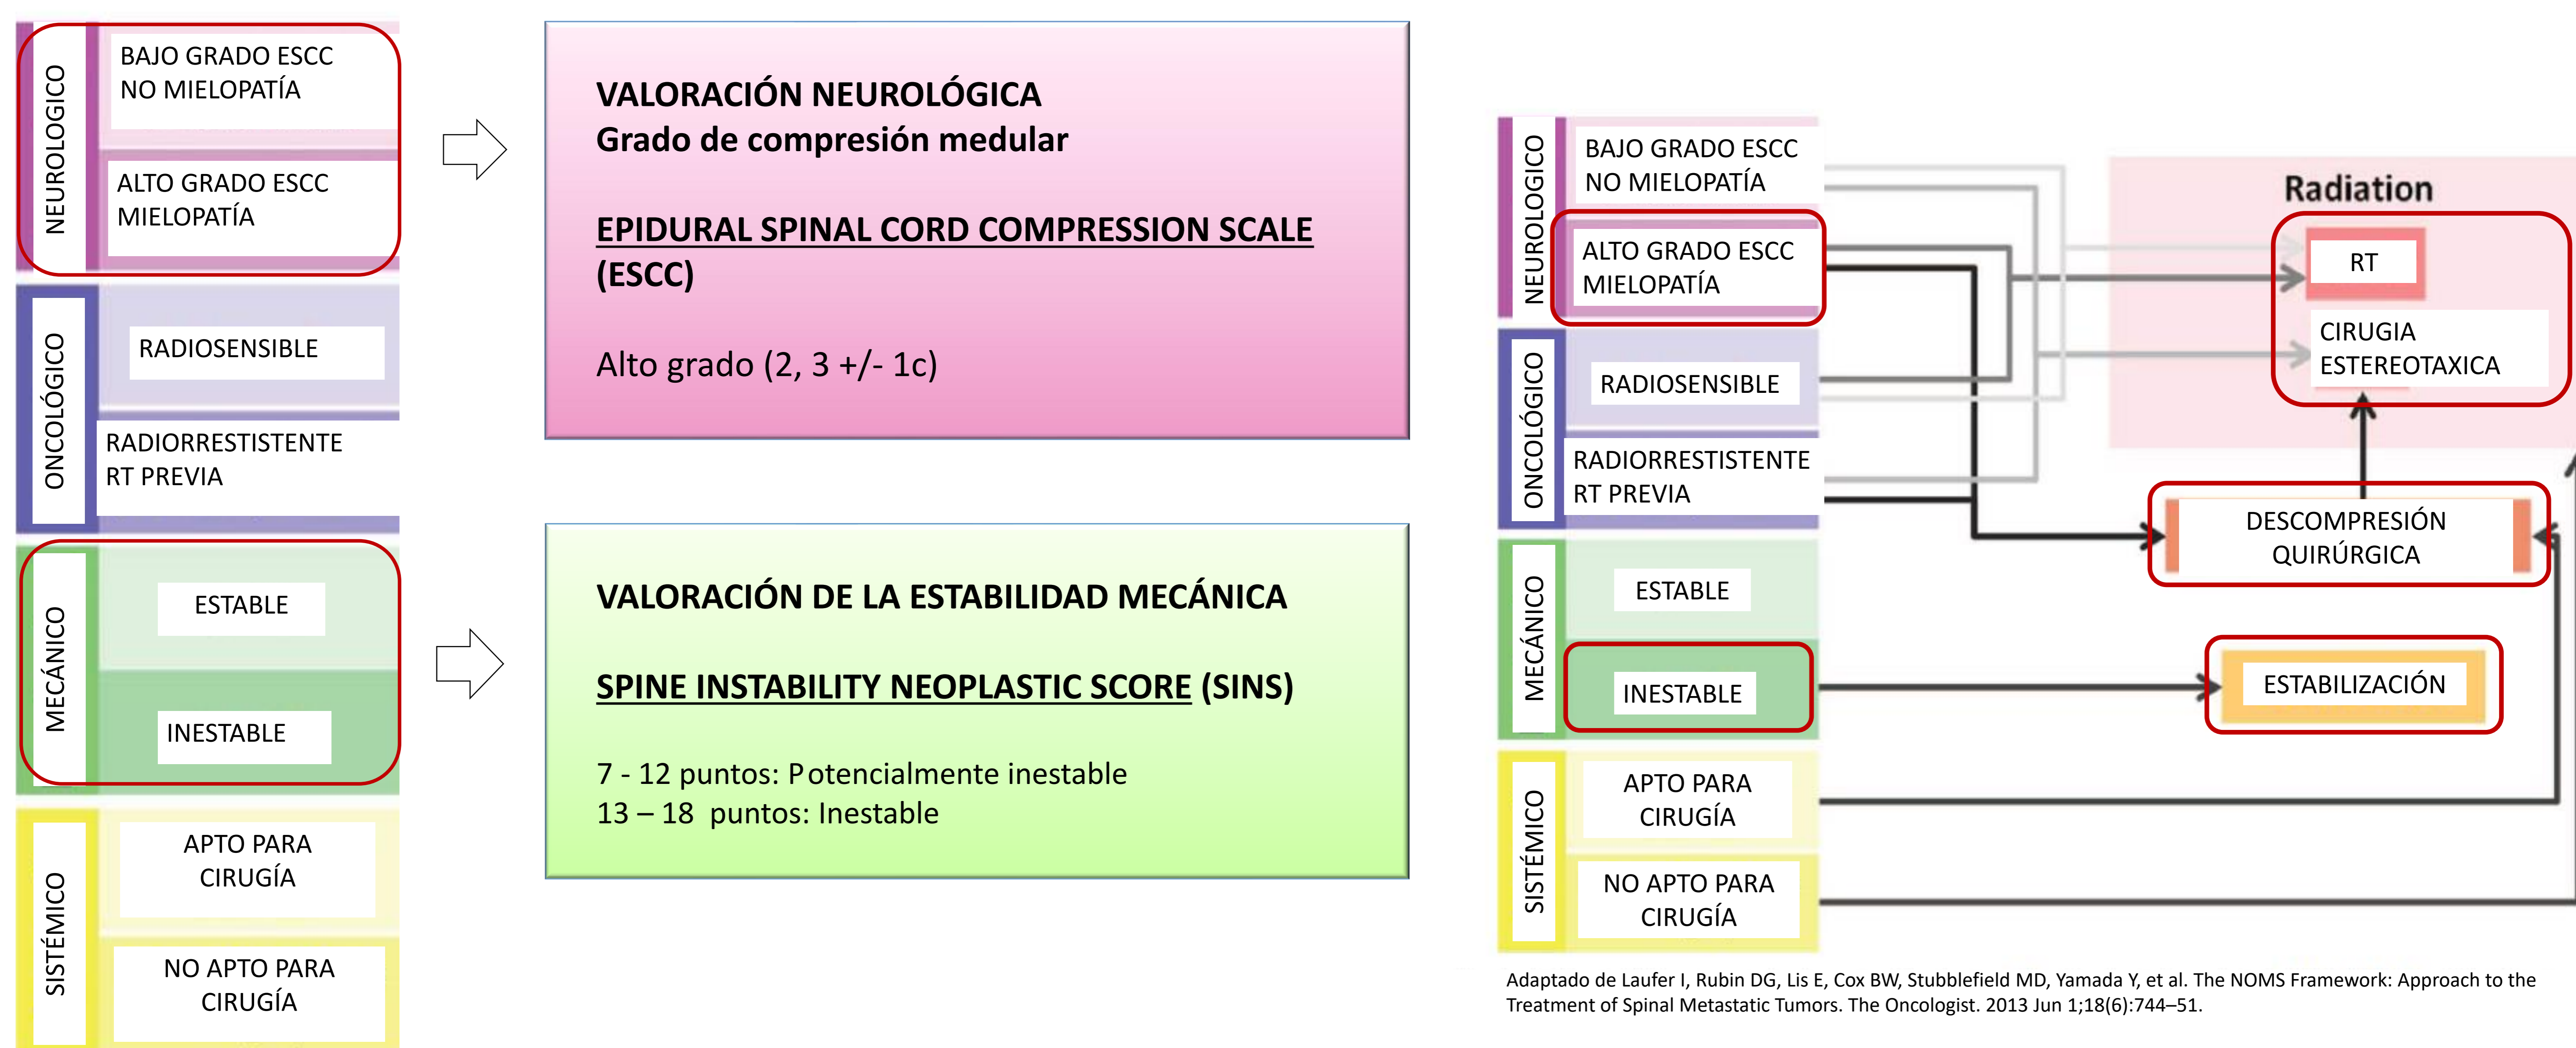 NEUROLOGICO
BAJO GRADO ESCC
NO MIELOPATÍA
ALTO GRADO ESCC
MIELOPATÍA
ONCOLÓGICO
RADIOSENSIBLE
RADIORRESTISTENTE
RT PREVIA
MECÁNICO
ESTABLE
INESTABLE
SISTÉMICO
APTO PARA
CIRUGÍA
NO APTO PARA
CIRUGÍA
VALORACIÓN NEUROLÓGICA
Grado de compresión medular
EPIDURAL SPINAL CORD COMPRESSION SCALE
(ESCC)
Alto grado (2, 3 +/- 1c)
VALORACIÓN DE LA ESTABILIDAD MECÁNICA
SPINE INSTABILITY NEOPLASTIC SCORE (SINS)
7 - 12 puntos: Potencialmente inestable
13 – 18 puntos: Inestable
NEUROLOGICO
BAJO GRADO ESCC
NO MIELOPATÍA
ALTO GRADO ESCC
MIELOPATÍA
ONCOLÓGICO
RADIOSENSIBLE
RADIORRESTISTENTE
RT PREVIA
MECÁNICO
ESTABLE
INESTABLE
SISTÉMICO
APTO PARA
CIRUGÍA
NO APTO PARA
CIRUGÍA
Radiation
RT
CIRUGIA
ESTEREOTAXICA
DESCOMPRESIÓN
QUIRÚRGICA
ESTABILIZACIÓN
Adaptado de Laufer I, Rubin DG, Lis E, Cox BW, Stubblefield MD, Yamada Y, et al. The NOMS Framework: Approach to the
Treatment of Spinal Metastatic Tumors. The Oncologist. 2013 Jun 1;18(6):744–51.